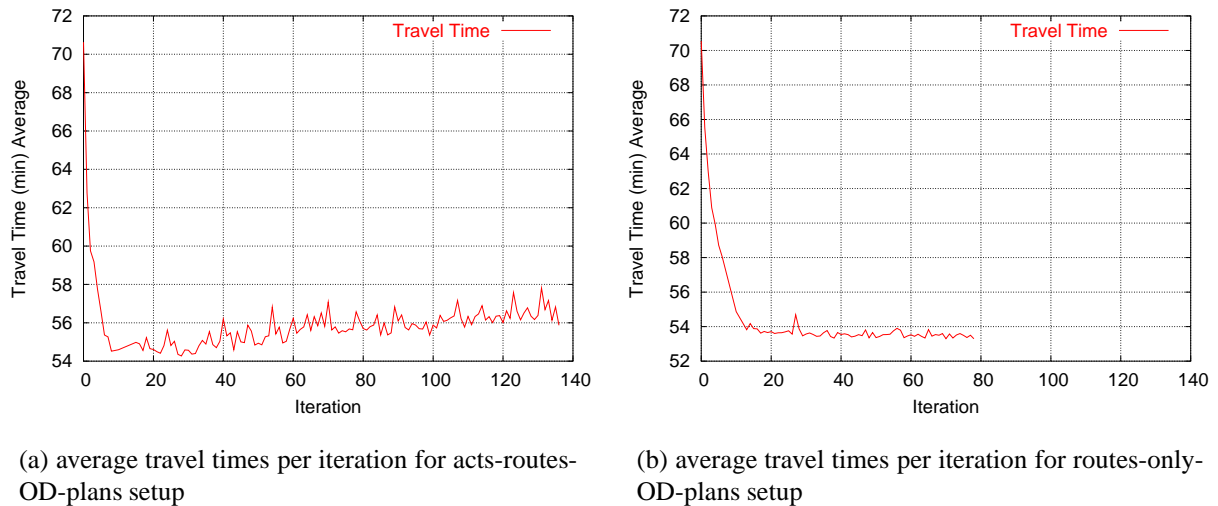 72
70
68
66
64
62
60
58
56
54
0 20 40 60 80 100 120 140
Travel Time (min) Average
Iteration
Travel Time
72
70
68
66
64
62
60
58
56
54
52
0 20 40 60 80 100 120 140
Travel Time (min) Average
Iteration
Travel Time
(a) average travel times per iteration for acts-routes-
OD-plans setup
(b) average travel times per iteration for routes-only-
OD-plans setup